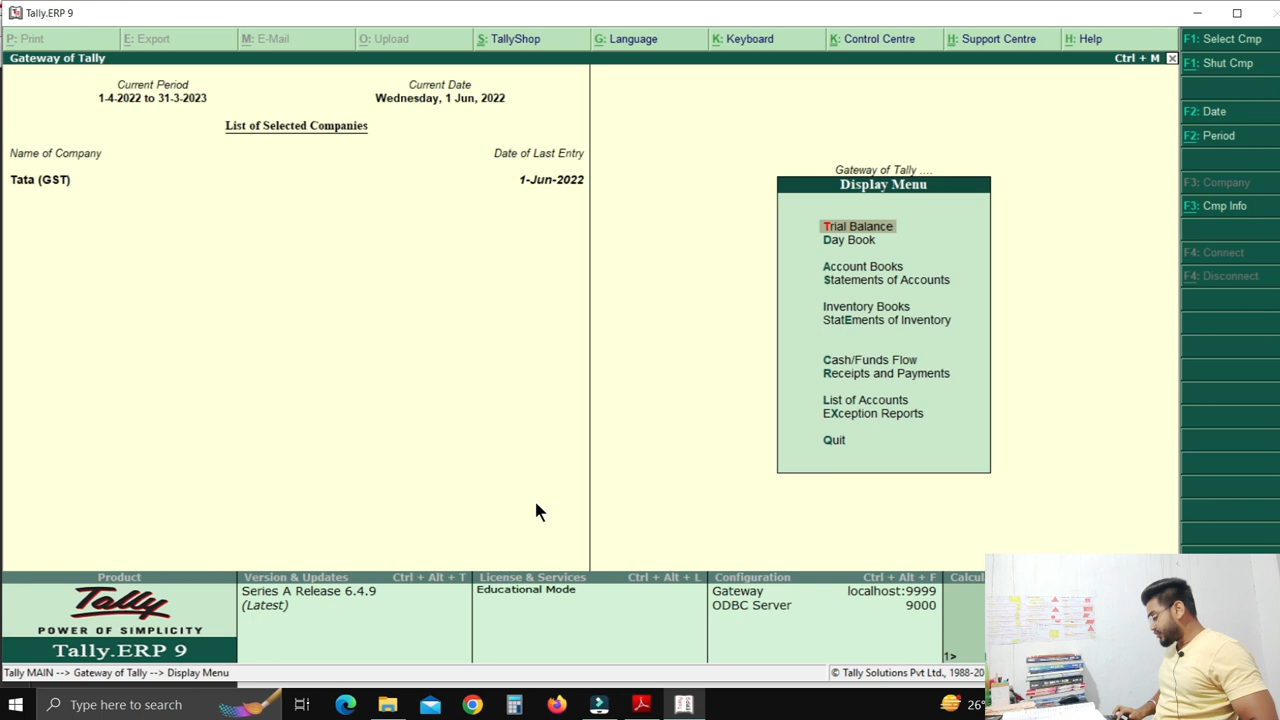 Tally.ERP 9
P: Print
E: Export
M: E-Mail
O: Upload
S: TallyShop
G: Language
K: Keyboard
K: Control Centre
H: Support Centre
H: Help
Gateway of Tally
Ctrl + M
Current Period
1-4-2022 to 31-3-2023
Current Date
Wednesday, 1 Jun, 2022
List of Selected Companies
Name of Company
Date of Last Entry
Tata (GST)
1-Jun-2022
Gateway of Tally ....
Display Menu
Trial Balance
Day Book
Account Books
Statements of Accounts
Inventory Books
StatEments of Inventory
Cash/Funds Flow
Receipts and Payments
List of Accounts
EXception Reports
Quit
F1: Select Cmp
F1: Shut Cmp
F2: Date
F2: Period
F3: Company
F3: Cmp Info
F4: Connect
F4: Disconnect
Product
Tally
POWER OF SIMPLICITY
Tally.ERP 9
Version & Updates
Ctrl + Alt + T
Series A Release 6.4.9
(Latest)
License & Services
Ctrl + Alt + L
Educational Mode
Configuration
Ctrl + Alt + F
Gateway
localhost:9999
ODBC Server
9000
Calcul
1>
Tally MAIN --> Gateway of Tally --> Display Menu
© Tally Solutions Pvt Ltd., 1988-20
Type here to search
26°